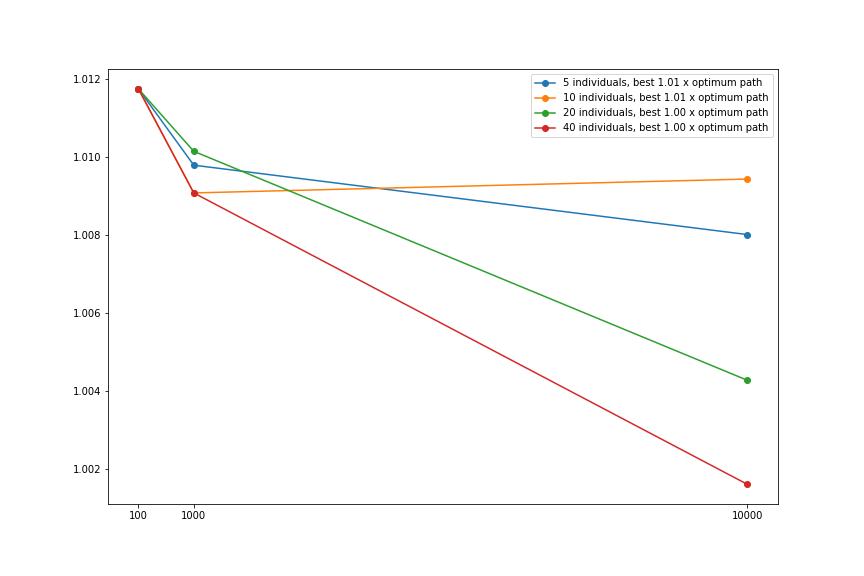 1.012
1.010
1.008
1.006
1.004
1.002
100
1000
10000
5 individuals, best 1.01 x optimum path
10 individuals, best 1.01 x optimum path
20 individuals, best 1.00 x optimum path
40 individuals, best 1.00 x optimum path